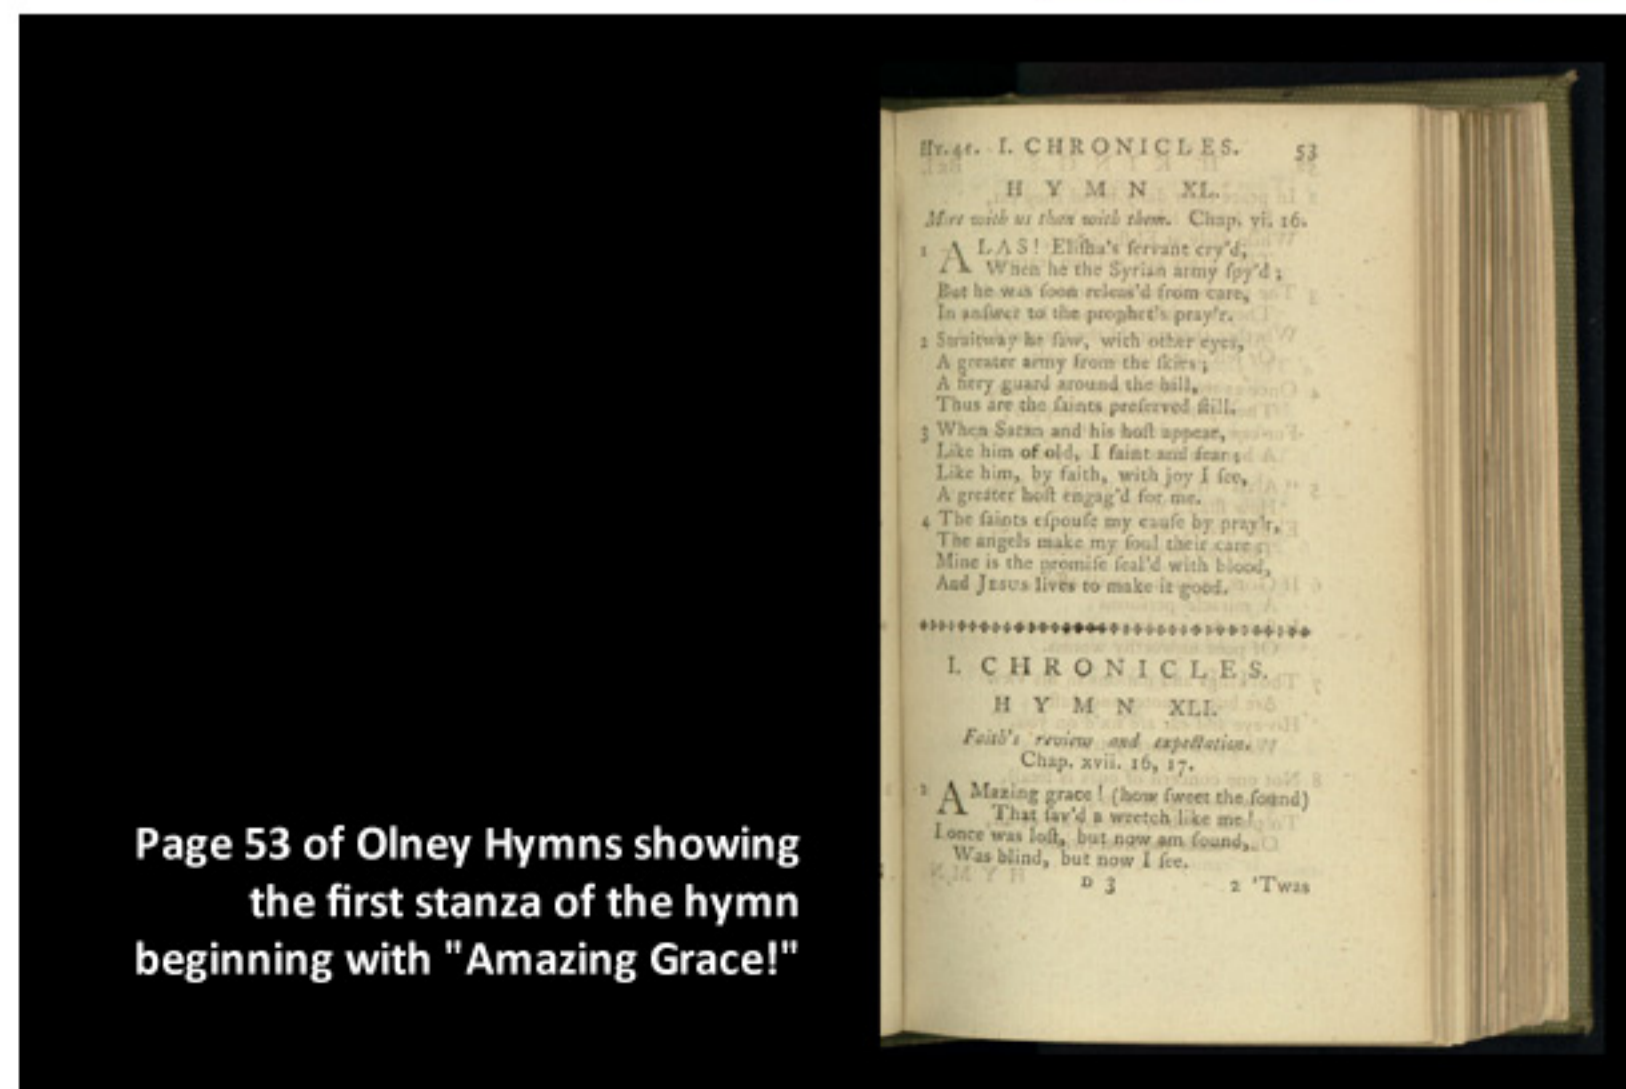 Page 53 of Olney Hymns showing
the first stanza of the hymn
beginning with "Amazing Grace!"
Hy. 41. I. CHRONICLES. 53
H Y M N XL.
More with us than with them. Chap. vi. 16.
1 ALAS! Eliſha's ſervant cry'd,
When he the Syrian army ſpy'd;
But he was ſoon releas'd from care,
In anſwer to the prophet's pray'r.
2 Straitway he ſaw, with other eyes,
A greater army from the ſkies;
A fiery guard around the hill,
Thus are the ſaints preſerved ſtill.
3 When Satan and his hoſt appear,
Like him of old, I faint and fear;
Like him, by faith, with joy I ſee,
A greater hoſt engag'd for me.
4 The ſaints eſpouſe my cauſe by pray'r,
The angels make my ſoul their care;
Mine is the promiſe ſeal'd with blood,
And JESUS lives to make it good.
I. CHRONICLES.
H Y M N XLI.
Faith's review and expectation.
Chap. xvii. 16, 17.
1 AMazing grace! (how ſweet the ſound)
That ſav'd a wretch like me!
I once was loſt, but now am found,
Was blind, but now I ſee.
D 3 2 'Twas